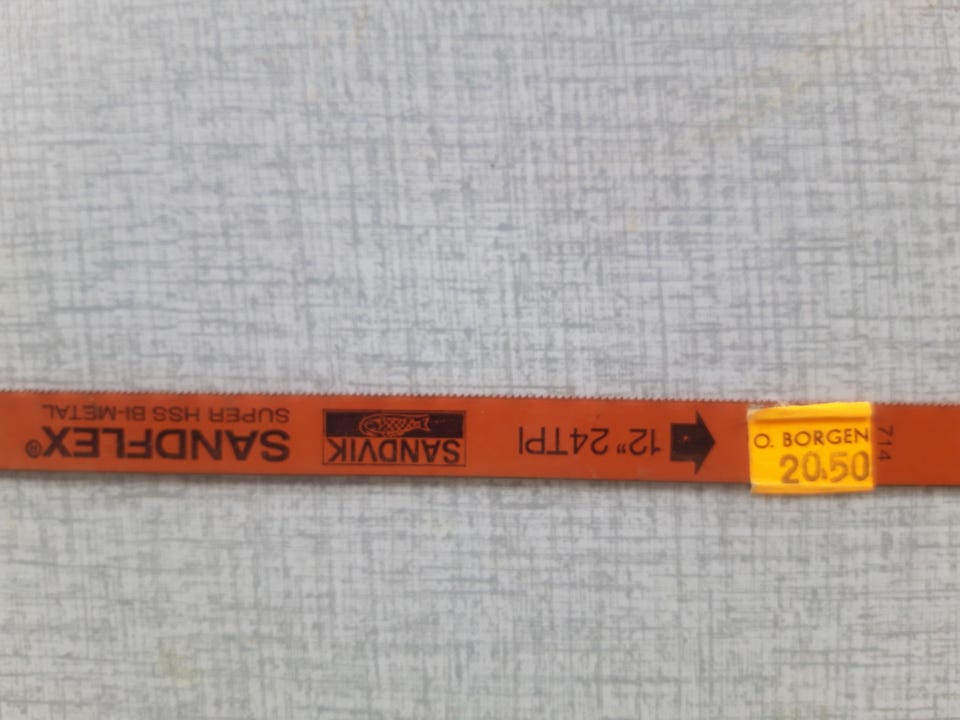 SANDFLEX®
SUPER HSS BI-METAL
SANDVIK
12" 24TPI
O. BORGEN
20.50
714